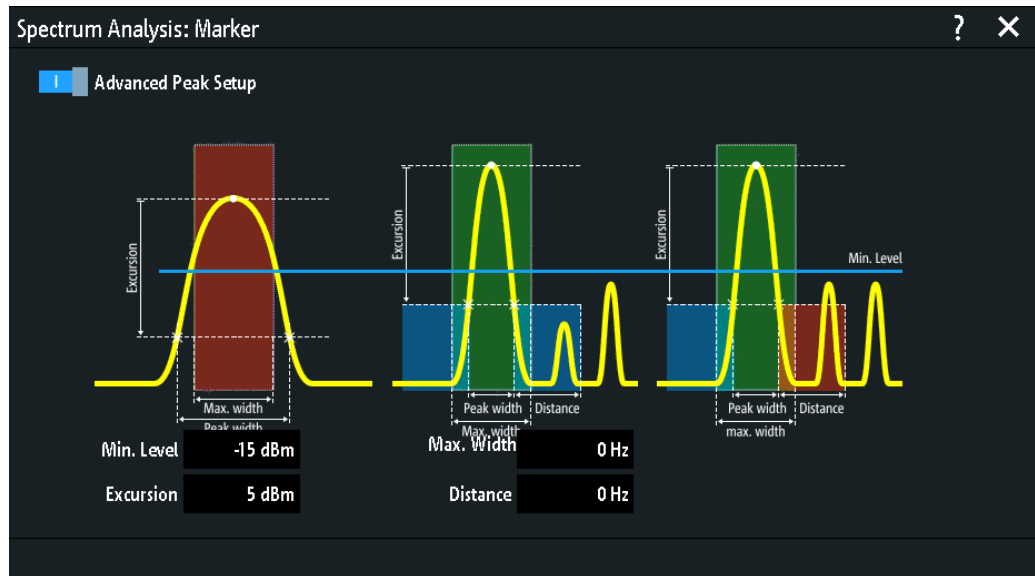 Spectrum Analysis: Marker ? ×
I Advanced Peak Setup
Excursion
Excursion
Excursion
Min. Level
Max. width
Peak width
Peak width Distance
Max. width
Peak width Distance
max. width
Min. Level -15 dBm
Max. Width 0 Hz
Excursion 5 dBm
Distance 0 Hz